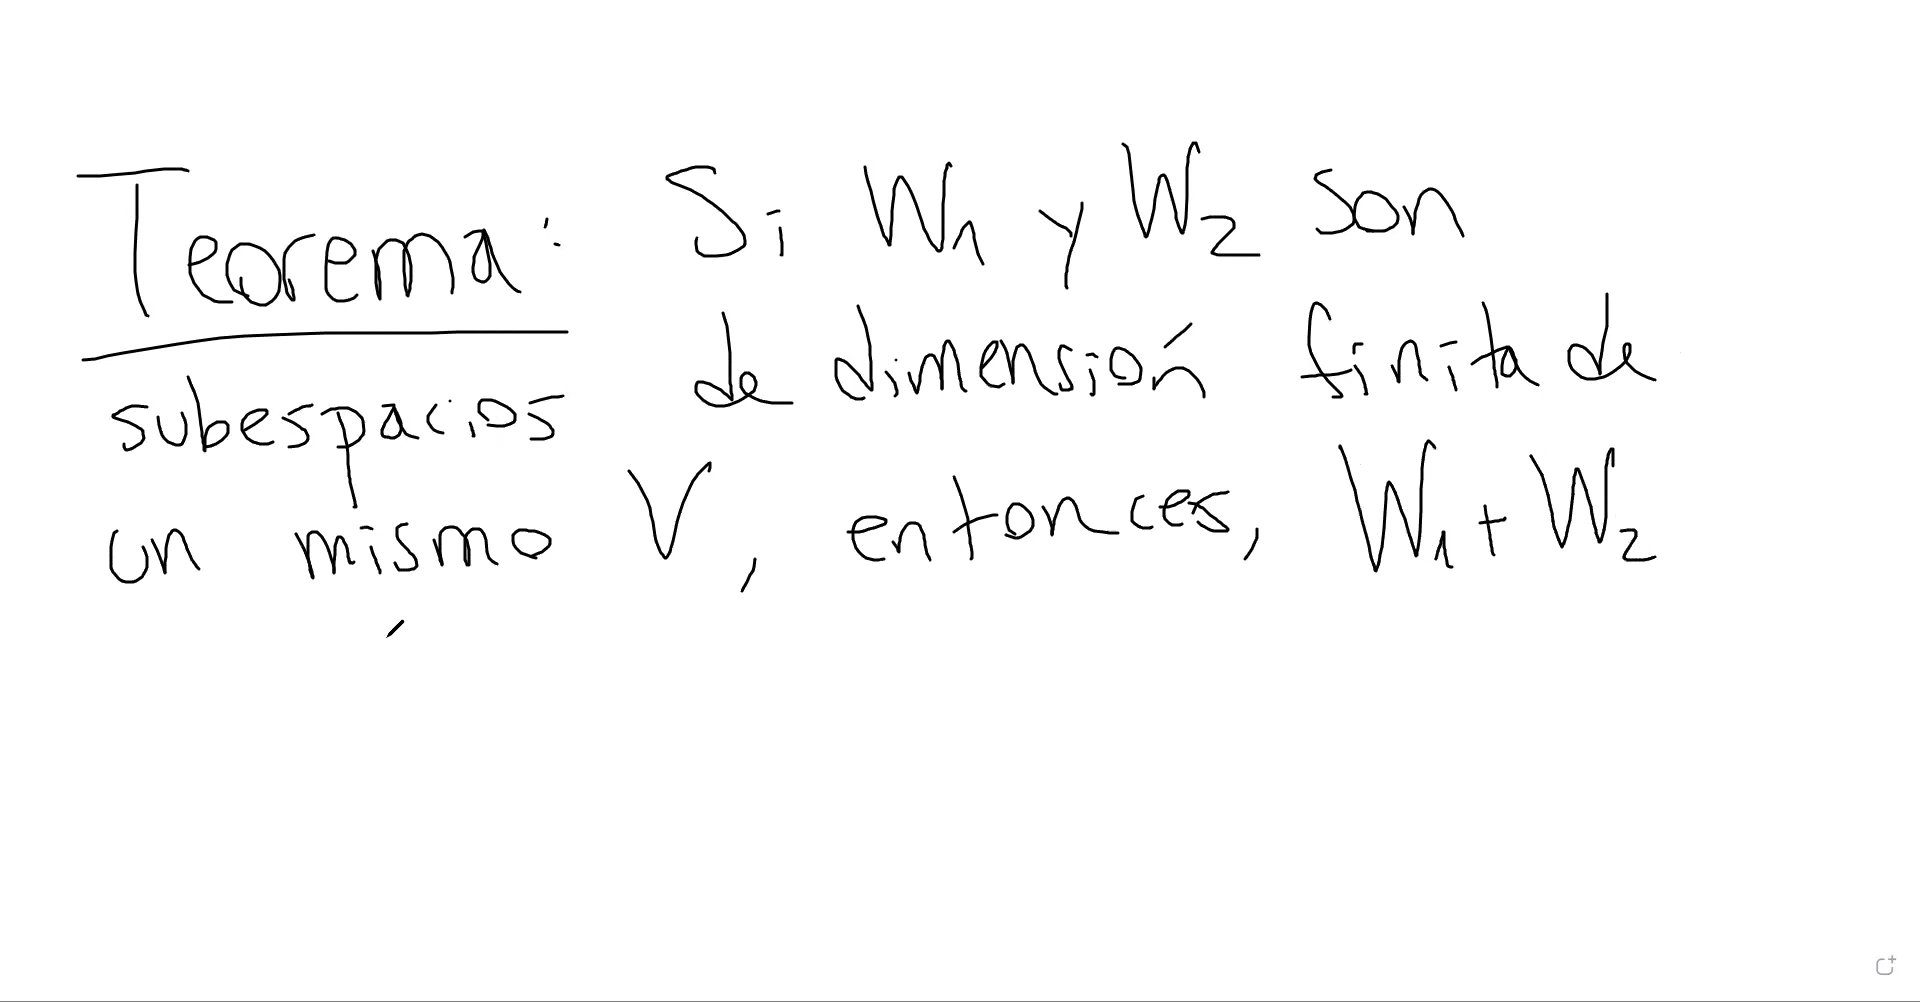 Teorema: Si W₁ y W₂ son
subespacios de dimensión finita de
un mismo V, entonces, W₁ + W₂